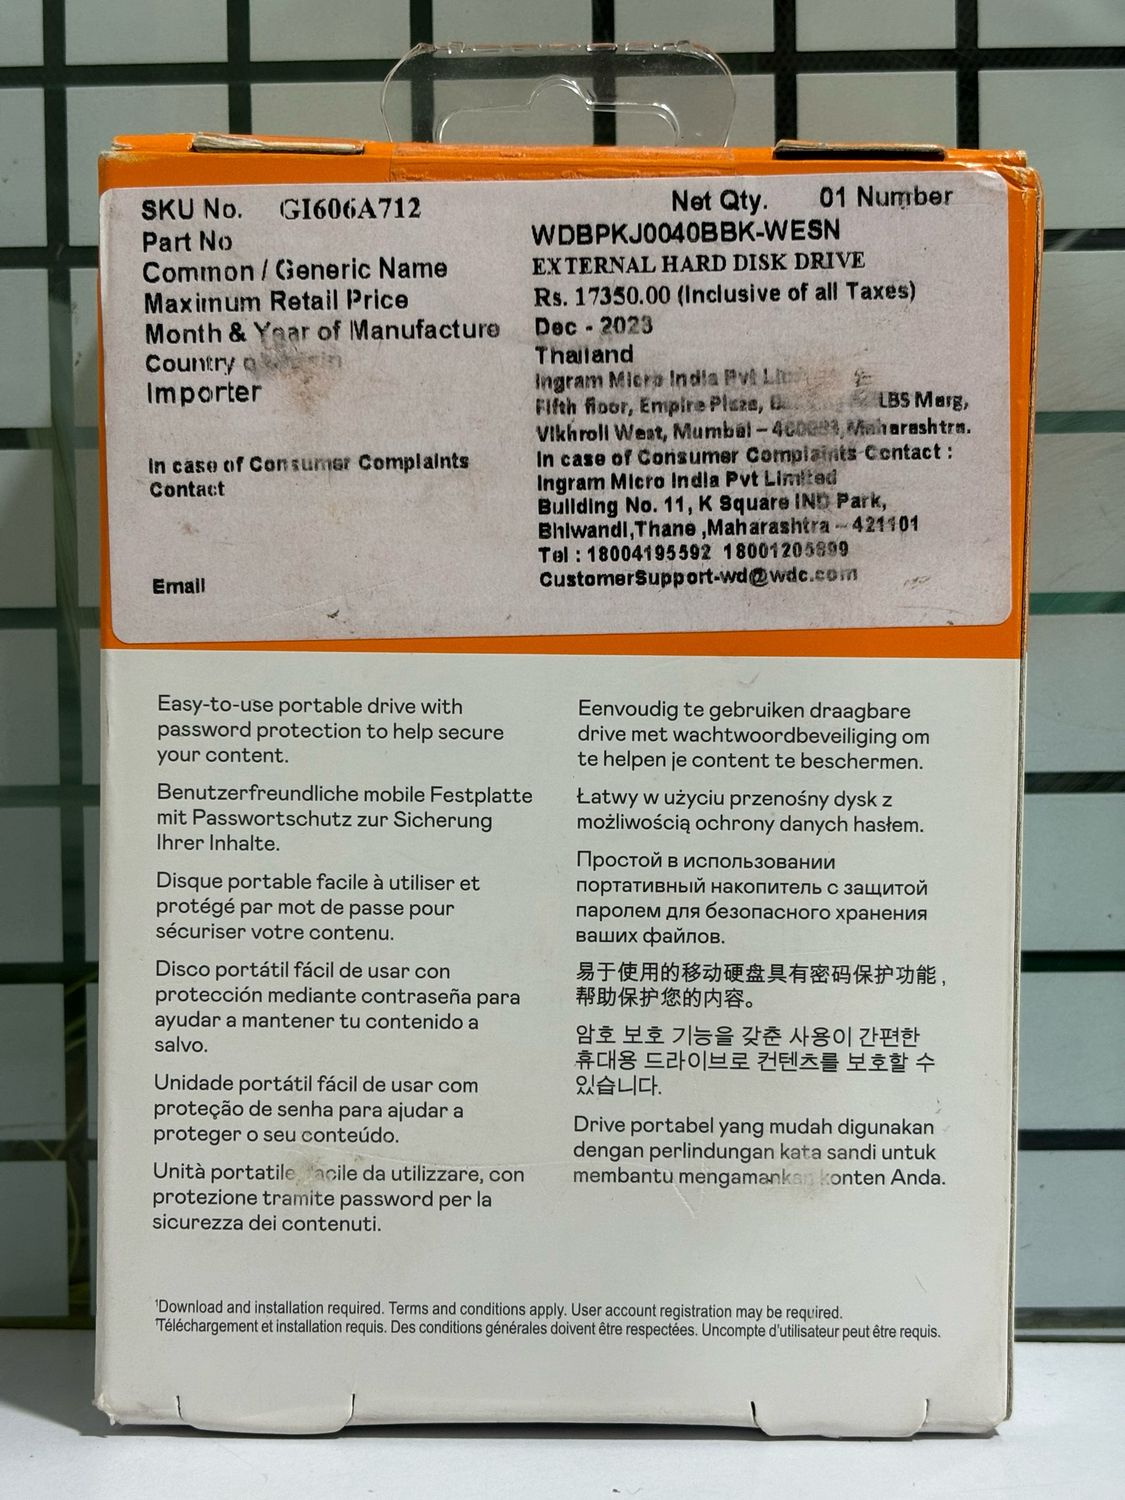 SKU No. GI606A712 Net Qty. 01 Number
Part No WDBPKJ0040BBK-WESN
Common / Generic Name EXTERNAL HARD DISK DRIVE
Maximum Retail Price Rs. 17350.00 (Inclusive of all Taxes)
Month & Year of Manufacture Dec - 2023
Country Thailand
Importer Ingram Micro India Pvt
Fifth floor, Empire Plaza, LBS Marg,
Vikhroli West, Mumbai – Maharashtra.
In case of Consumer Complaints In case of Consumer Complaints Contact :
Contact Ingram Micro India Pvt Limited
Building No. 11, K Square IND Park,
Bhiwandi,Thane ,Maharashtra – 421101
Tel : 18004195592 18001205899
Email CustomerSupport-wd@wdc.com
Easy-to-use portable drive with
password protection to help secure
your content.
Benutzerfreundliche mobile Festplatte
mit Passwortschutz zur Sicherung
Ihrer Inhalte.
Disque portable facile à utiliser et
protégé par mot de passe pour
sécuriser votre contenu.
Disco portátil fácil de usar con
protección mediante contraseña para
ayudar a mantener tu contenido a
salvo.
Unidade portátil fácil de usar com
proteção de senha para ajudar a
proteger o seu conteúdo.
Unità portatile facile da utilizzare, con
protezione tramite password per la
sicurezza dei contenuti.
Eenvoudig te gebruiken draagbare
drive met wachtwoordbeveiliging om
te helpen je content te beschermen.
Łatwy w użyciu przenośny dysk z
możliwością ochrony danych hasłem.
Простой в использовании
портативный накопитель с защитой
паролем для безопасного хранения
ваших файлов.
易于使用的移动硬盘具有密码保护功能，
帮助保护您的内容。
암호 보호 기능을 갖춘 사용이 간편한
휴대용 드라이브로 컨텐츠를 보호할 수
있습니다.
Drive portabel yang mudah digunakan
dengan perlindungan kata sandi untuk
membantu mengamankan konten Anda.
¹Download and installation required. Terms and conditions apply. User account registration may be required.
¹Téléchargement et installation requis. Des conditions générales doivent être respectées. Uncompte d'utilisateur peut être requis.